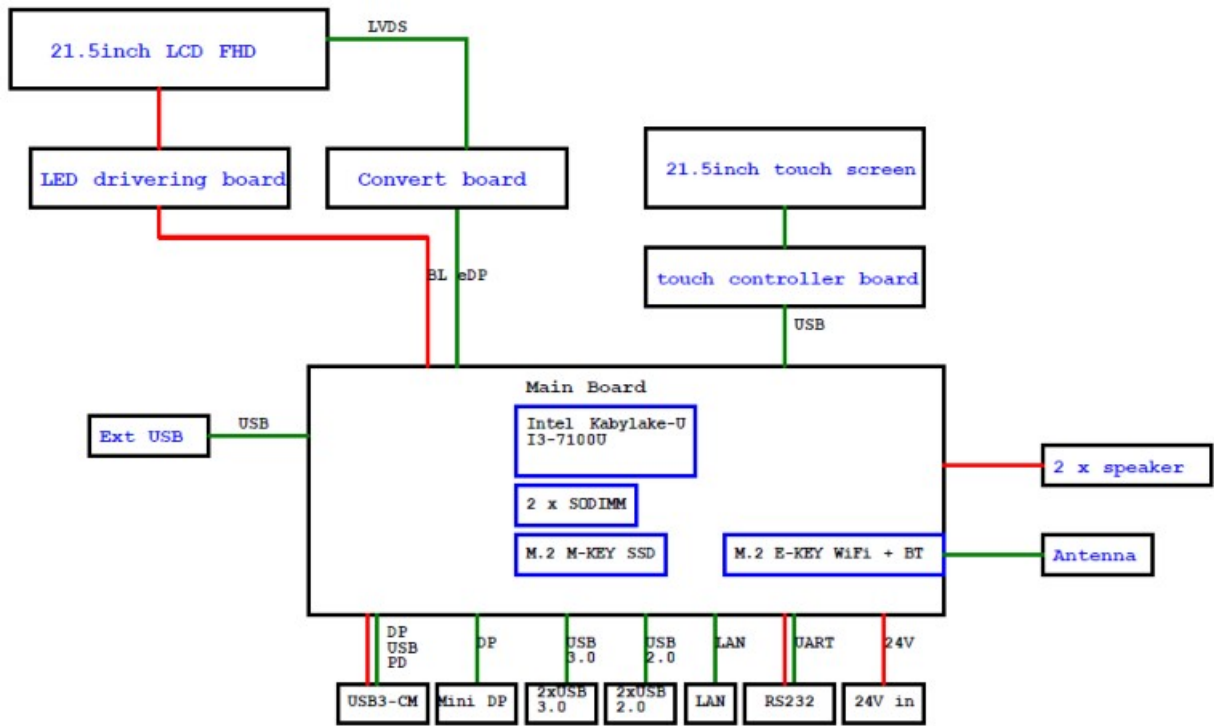 LVDS
21.5inch LCD FHD
LED drivering board
Convert board
21.5inch touch screen
BL eDP
touch controller board
USB
Main Board
Intel Kabylake-U
I3-7100U
Ext USB
USB
2 x speaker
2 x SODIMM
M.2 M-KEY SSD
M.2 E-KEY WiFi + BT
Antenna
DP
USB
PD
DP
USB
3.0
USB
2.0
LAN
UART
24V
USB3-CM
Mini DP
2xUSB
3.0
2xUSB
2.0
LAN
RS232
24V in